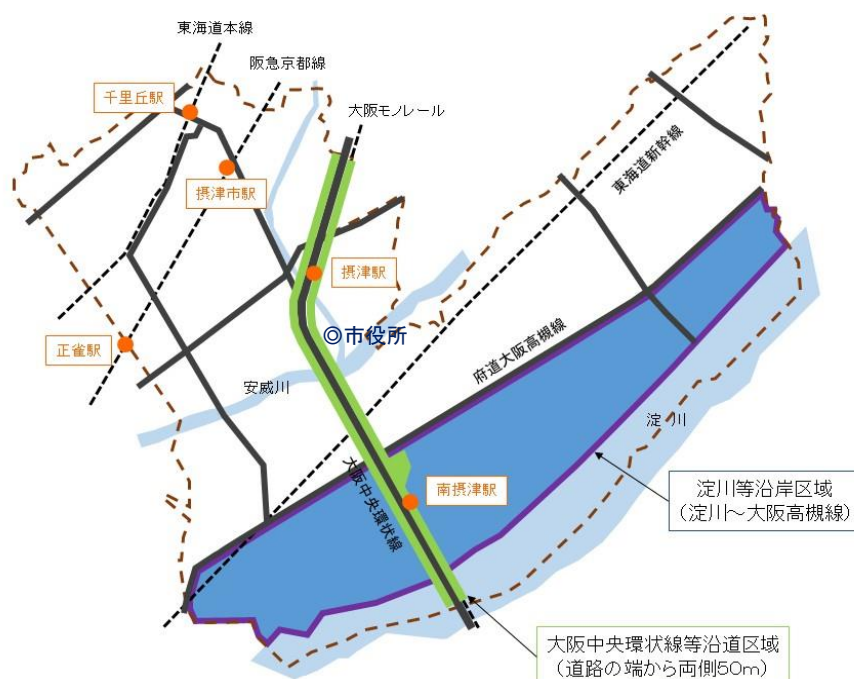 東海道本線
阪急京都線
千里丘駅
大阪モノレール
摂津市駅
東海道新幹線
摂津駅
◎市役所
正雀駅
府道大阪高槻線
安威川
淀川
大阪中央環状線
南摂津駅
淀川等沿岸区域
(淀川～大阪高槻線)
大阪中央環状線等沿道区域
(道路の端から両側50m)